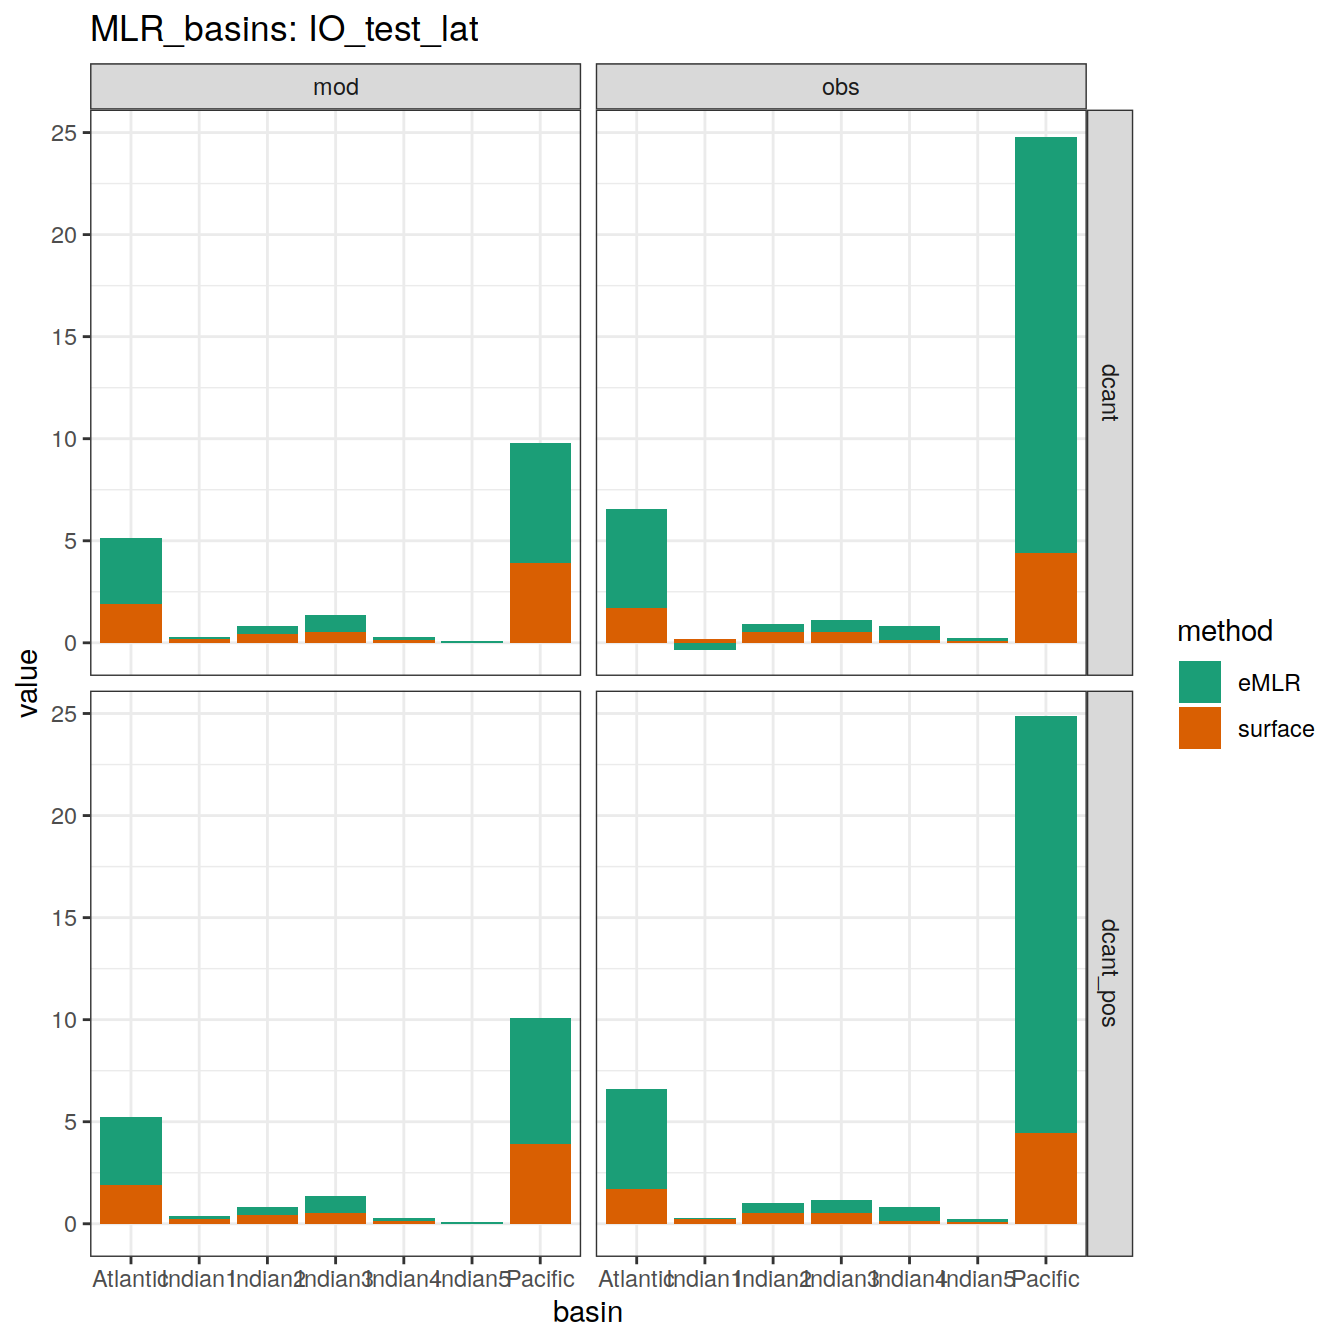 MLR_basins: IO_test_lat
mod
obs
25
20
15
10
5
0
dcant
25
20
15
10
5
0
dcant_pos
value
Atlantic Indian1 Indian2 Indian3 Indian4 Indian5 Pacific
Atlantic Indian1 Indian2 Indian3 Indian4 Indian5 Pacific
basin
method
eMLR
surface